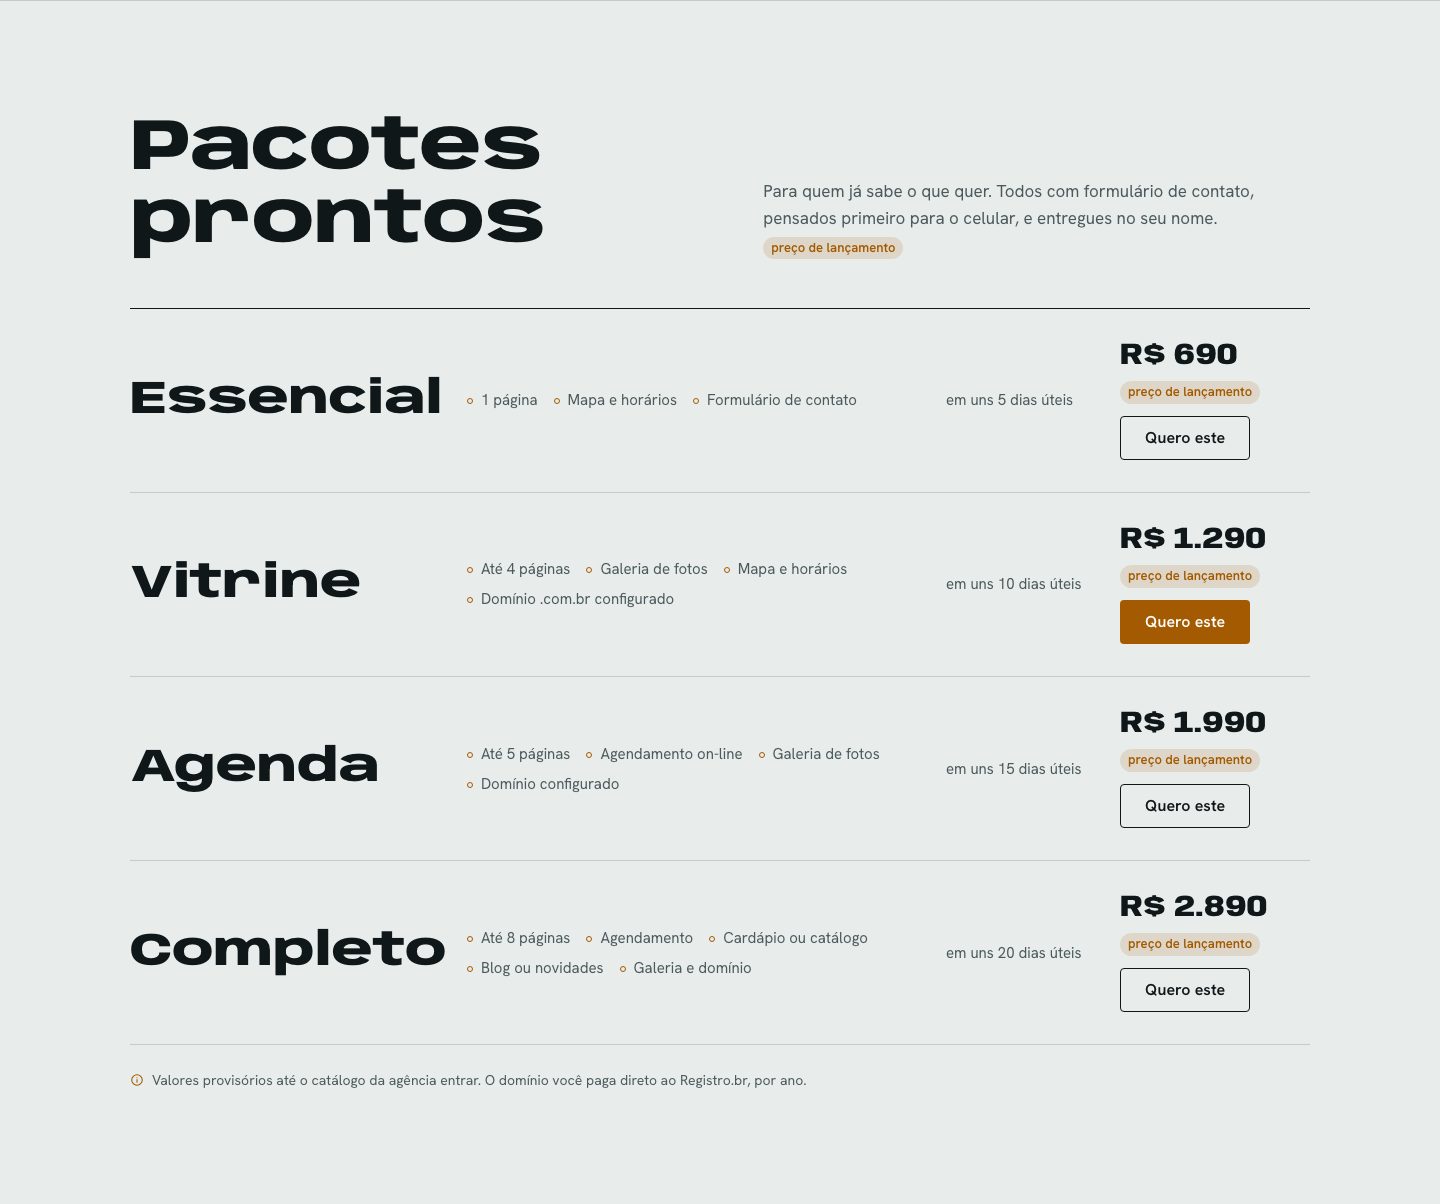 Pacotes
prontos
Para quem já sabe o que quer. Todos com formulário de contato,
pensados primeiro para o celular, e entregues no seu nome.
preço de lançamento
Essencial
1 página Mapa e horários Formulário de contato
em uns 5 dias úteis
R$ 690
preço de lançamento
Quero este
Vitrine
Até 4 páginas Galeria de fotos Mapa e horários
Domínio .com.br configurado
em uns 10 dias úteis
R$ 1.290
preço de lançamento
Quero este
Agenda
Até 5 páginas Agendamento on-line Galeria de fotos
Domínio configurado
em uns 15 dias úteis
R$ 1.990
preço de lançamento
Quero este
Completo
Até 8 páginas Agendamento Cardápio ou catálogo
Blog ou novidades Galeria e domínio
em uns 20 dias úteis
R$ 2.890
preço de lançamento
Quero este
Valores provisórios até o catálogo da agência entrar. O domínio você paga direto ao Registro.br, por ano.